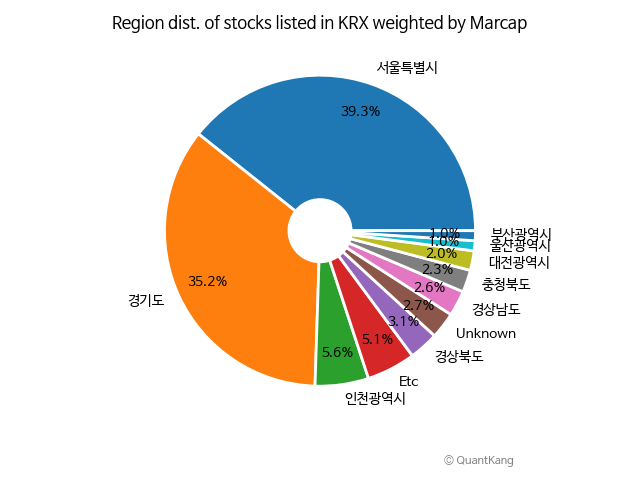 Region dist. of stocks listed in KRX weighted by Marcap
서울특별시
39.3%
경기도
35.2%
인천광역시
5.6%
Etc
5.1%
경상북도
3.1%
Unknown
2.7%
경상남도
2.6%
충청북도
2.3%
대전광역시
2.0%
울산광역시
1.0%
부산광역시
1.0%
© QuantKang